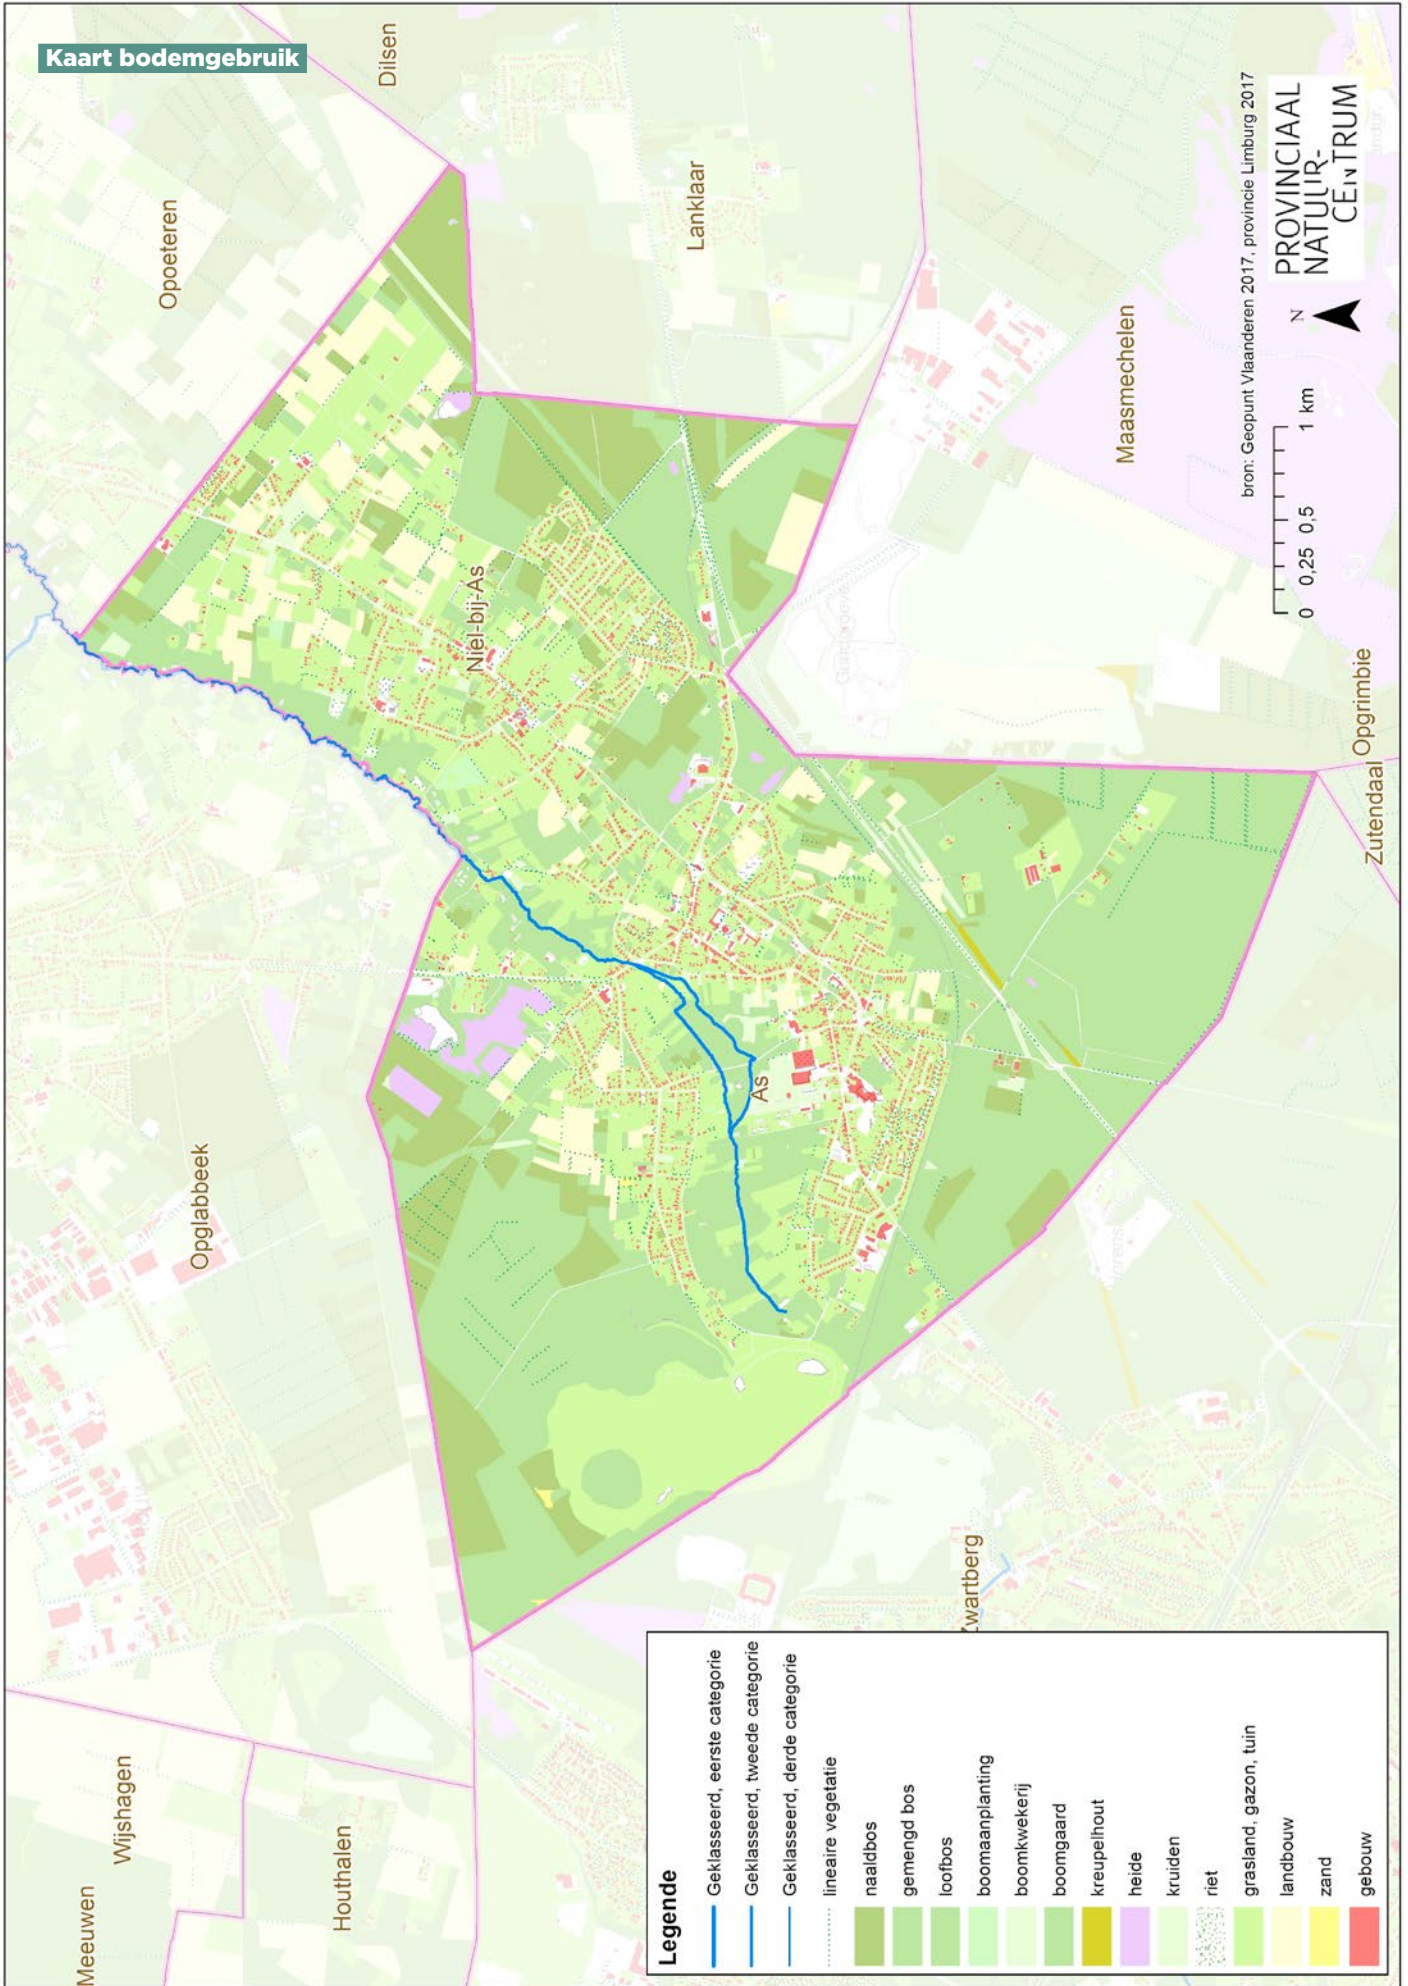 Kaart bodemgebruik
Dilsen
Opoeteren
Lanklaar
Maasmechelen
Niel-bij-As
Opglabbeek
As
Opgrimbie
Zutendaal
Zwartberg
Wijshagen
Meeuwen
Houthalen
bron: Geopunt Vlaanderen 2017, provincie Limburg 2017
0 0,25 0,5 1 km
N
PROVINCIAAL
NATUUR-
CENTRUM
Legende
Geklasseerd, eerste categorie
Geklasseerd, tweede categorie
Geklasseerd, derde categorie
lineaire vegetatie
naaldbos
gemengd bos
loofbos
boomaanplanting
boomkwekerij
boomgaard
kreupelhout
heide
kruiden
riet
grasland, gazon, tuin
landbouw
zand
gebouw